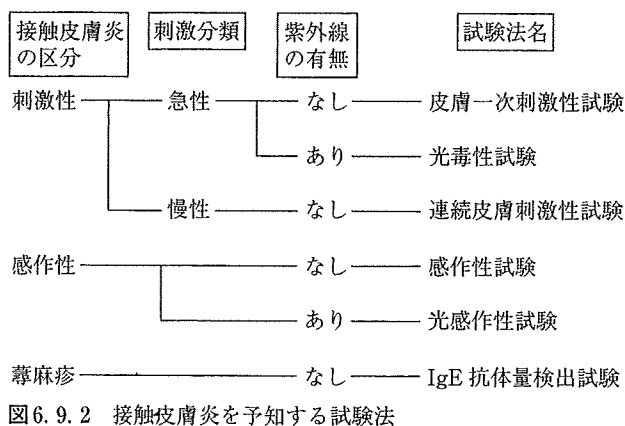 接触皮膚炎の区分 刺激分類 紫外線の有無 試験法名
刺激性 急性 なし 皮膚一次刺激性試験
あり 光毒性試験
慢性 なし 連続皮膚刺激性試験
感作性 なし 感作性試験
あり 光感作性試験
蕁麻疹 なし IgE 抗体量検出試験
図6.9.2 接触皮膚炎を予知する試験法